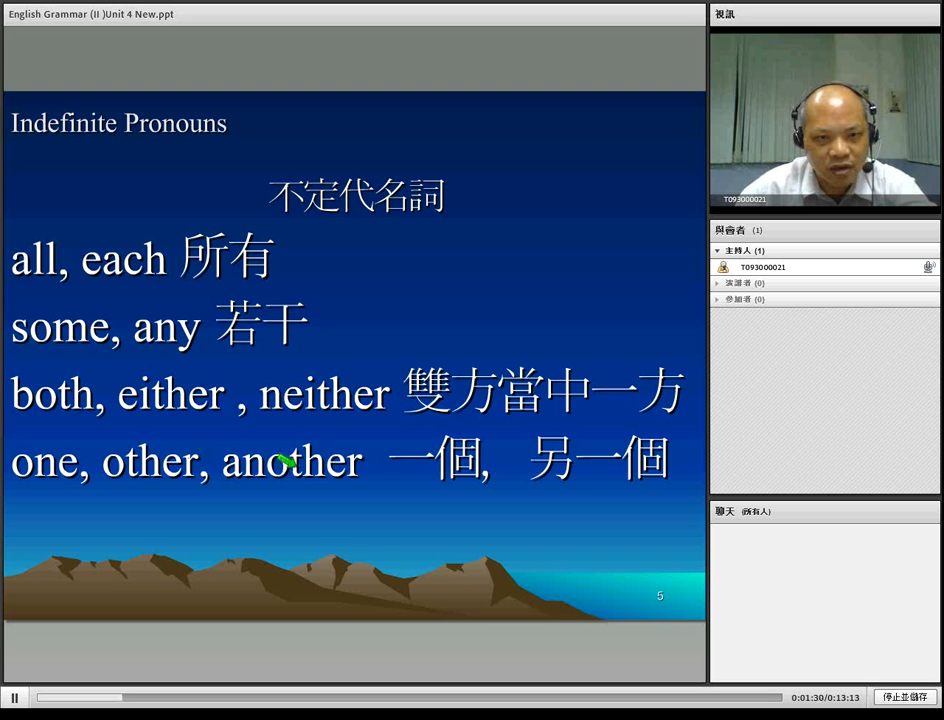 English Grammar (II )Unit 4 New.ppt
Indefinite Pronouns
不定代名詞
all, each 所有
some, any 若干
both, either , neither 雙方當中一方
one, other, another 一個, 另一個
5
視訊
T093000021
與會者 (1)
主持人 (1)
T093000021
演講者 (0)
參加者 (0)
聊天 (所有人)
0:01:30/0:13:13
停止並儲存